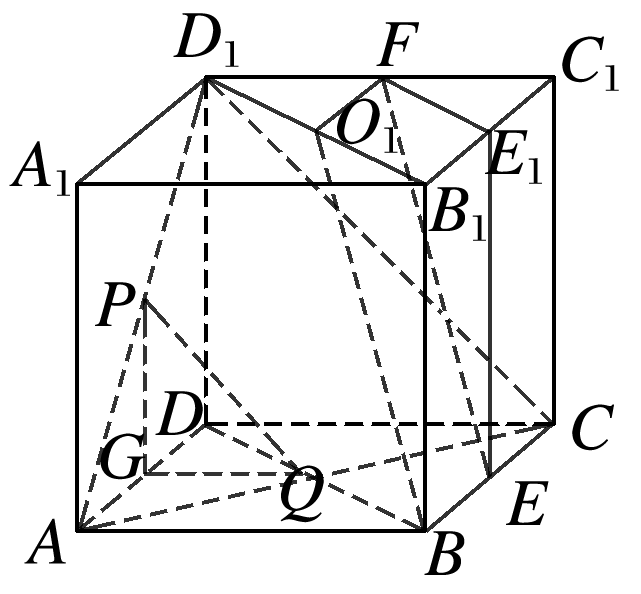 D₁ F C₁
A₁ O₁ E₁
B₁
P
D C
G Q
E
A B